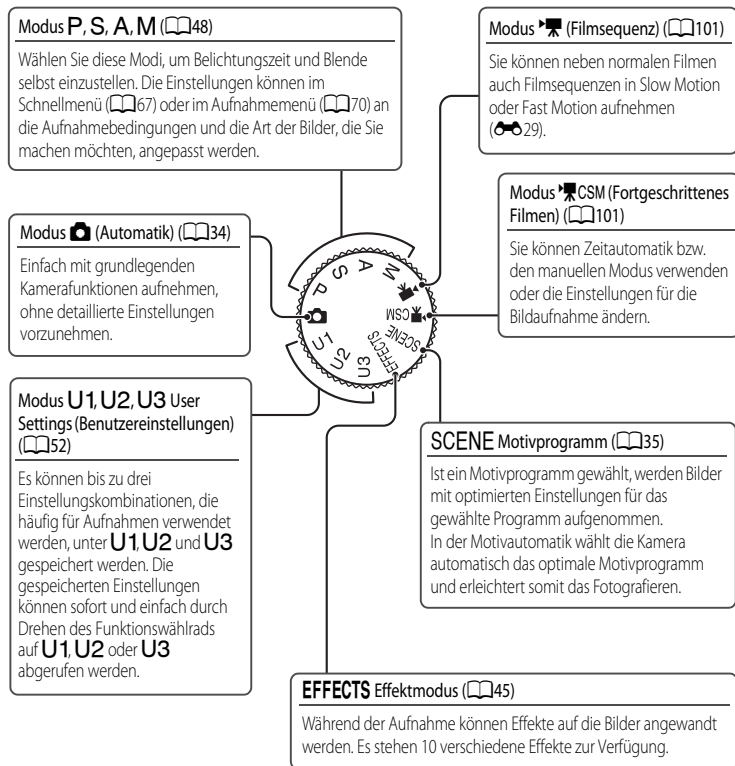 Modus P, S, A, M (48)
Wählen Sie diese Modi, um Belichtungszeit und Blende
selbst einzustellen. Die Einstellungen können im
Schnellmenü (67) oder im Aufnahmemenü (70) an
die Aufnahmebedingungen und die Art der Bilder, die Sie
machen möchten, angepasst werden.
Modus (Filmsequenz) (101)
Sie können neben normalen Filmen
auch Filmsequenzen in Slow Motion
oder Fast Motion aufnehmen
(29).
Modus CSM (Fortgeschrittenes
Filmen) (101)
Sie können Zeitautomatik bzw.
den manuellen Modus verwenden
oder die Einstellungen für die
Bildaufnahme ändern.
Modus (Automatik) (34)
Einfach mit grundlegenden
Kamerafunktionen aufnehmen,
ohne detaillierte Einstellungen
vorzunehmen.
P
S
A
M
CSM
SCENE
EFFECTS
U3
U2
U1
Modus U1, U2, U3 User
Settings (Benutzereinstellungen)
(52)
Es können bis zu drei
Einstellungskombinationen, die
häufig für Aufnahmen verwendet
werden, unter U1, U2 und U3
gespeichert werden. Die
gespeicherten Einstellungen
können sofort und einfach durch
Drehen des Funktionswählrads
auf U1, U2 oder U3
abgerufen werden.
SCENE Motivprogramm (35)
Ist ein Motivprogramm gewählt, werden Bilder
mit optimierten Einstellungen für das
gewählte Programm aufgenommen.
In der Motivautomatik wählt die Kamera
automatisch das optimale Motivprogramm
und erleichtert somit das Fotografieren.
EFFECTS Effektmodus (45)
Während der Aufnahme können Effekte auf die Bilder angewandt
werden. Es stehen 10 verschiedene Effekte zur Verfügung.